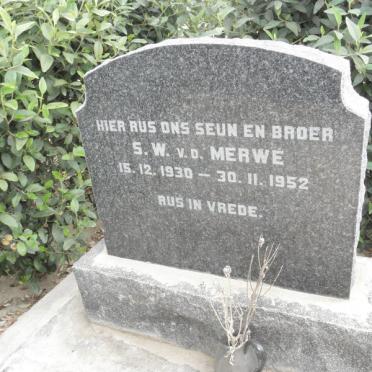 HIER RUS ONS SEUN EN BROER
S.W. V.D. MERWE
15.12.1930 — 30.11.1952
RUS IN VREDE.